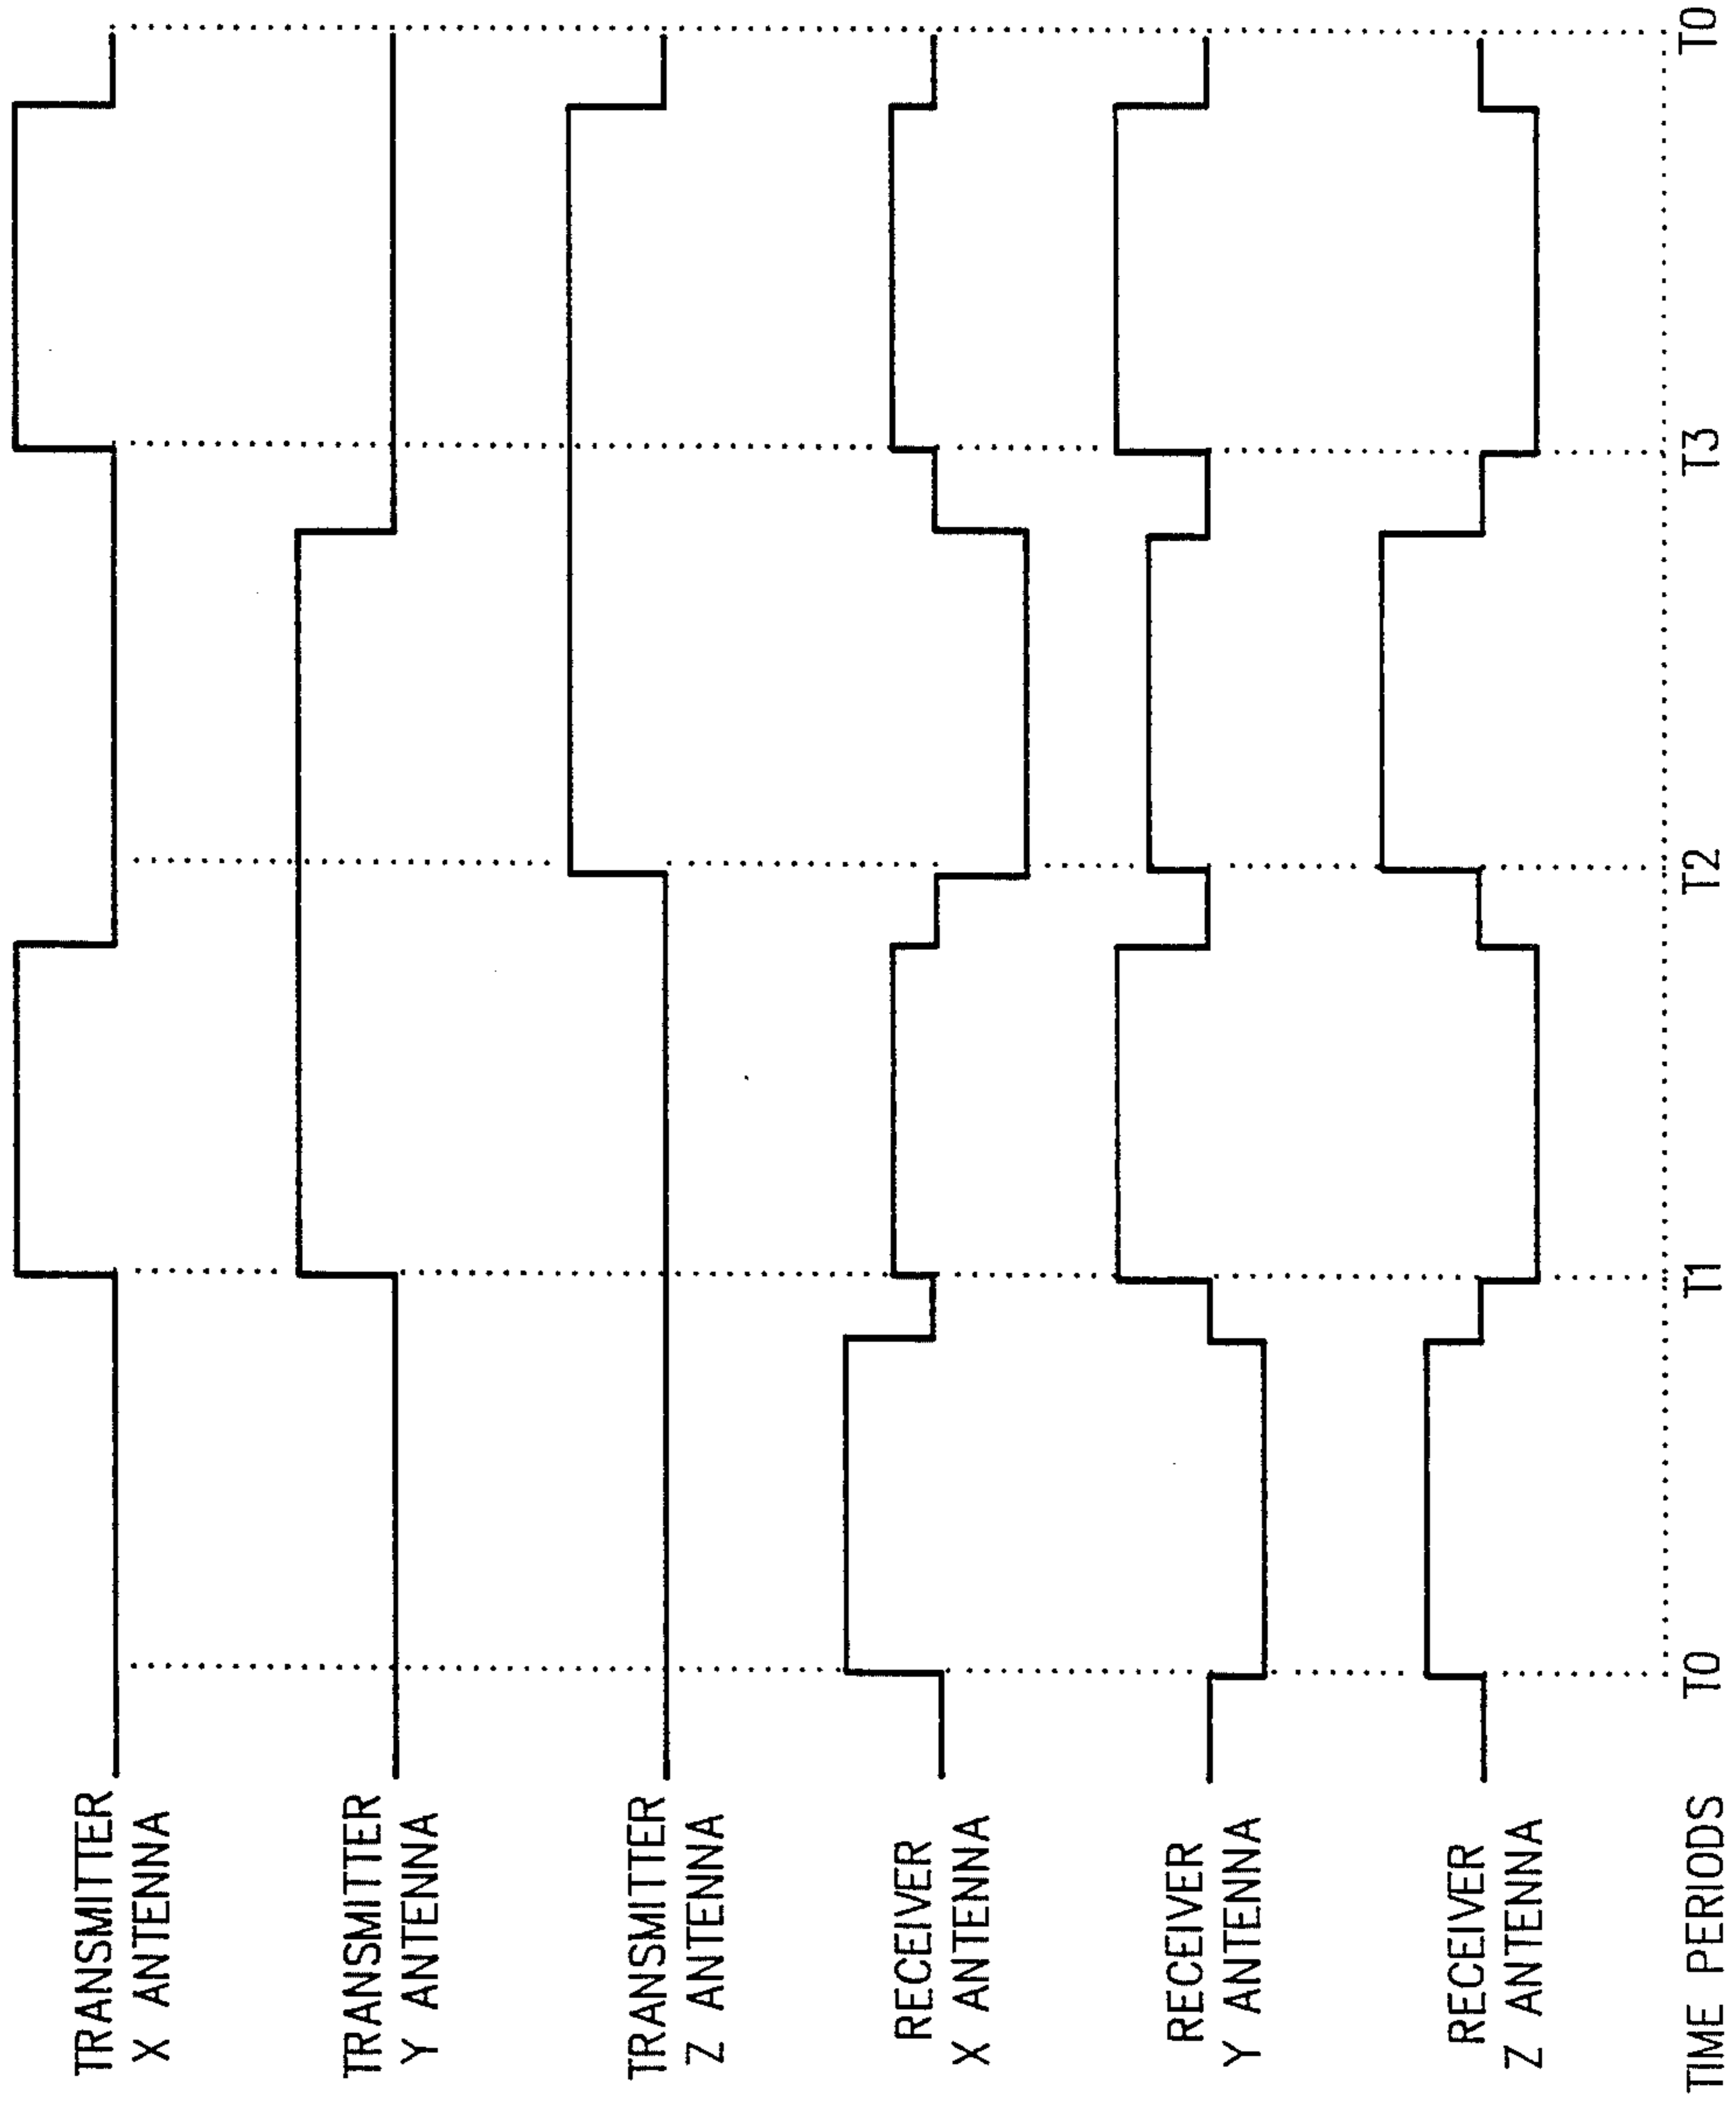 TRANSMITTER
X ANTENNA
TRANSMITTER
Y ANTENNA
TRANSMITTER
Z ANTENNA
RECEIVER
X ANTENNA
RECEIVER
Y ANTENNA
RECEIVER
Z ANTENNA
TIME PERIODS T0 T1 T2 T3 T0